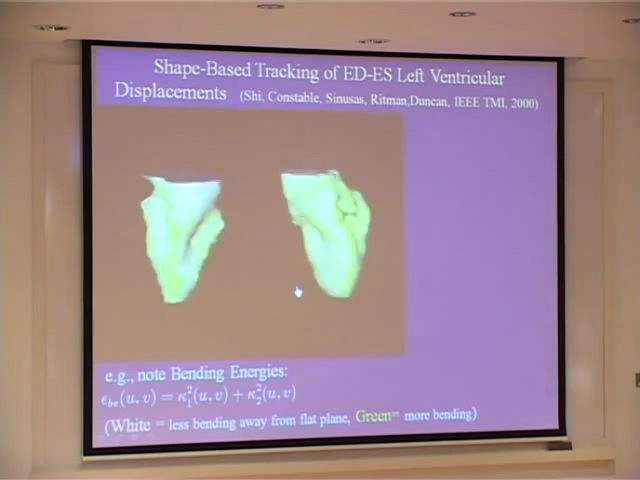 Shape-Based Tracking of ED-ES Left Ventricular
Displacements (Shi, Constable, Sinusas, Ritman,Duncan, IEEE TMI, 2000)
e.g., note Bending Energies:
ϵ_be(u, v) = κ₁²(u, v) + κ₂²(u, v)
(White = less bending away from flat plane, Green= more bending)